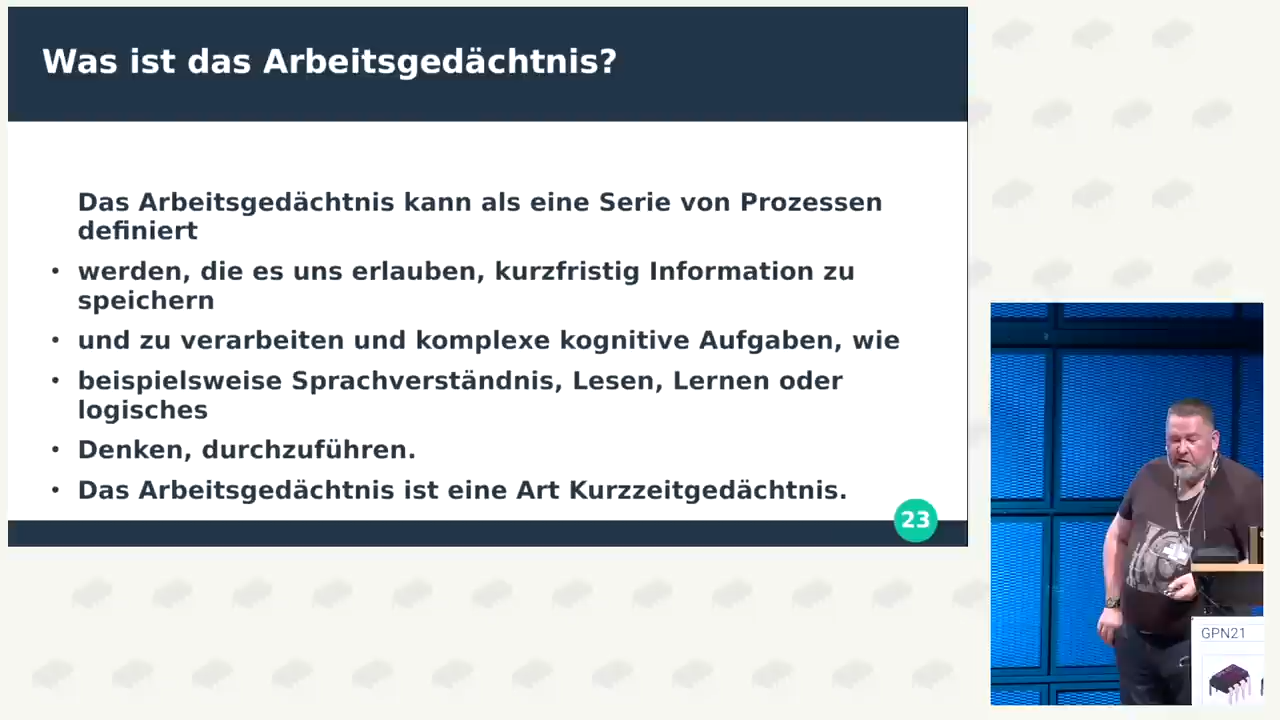 Was ist das Arbeitsgedächtnis?
Das Arbeitsgedächtnis kann als eine Serie von Prozessen
definiert
• werden, die es uns erlauben, kurzfristig Information zu
speichern
• und zu verarbeiten und komplexe kognitive Aufgaben, wie
• beispielsweise Sprachverständnis, Lesen, Lernen oder
logisches
• Denken, durchzuführen.
• Das Arbeitsgedächtnis ist eine Art Kurzzeitgedächtnis.
23
GPN21